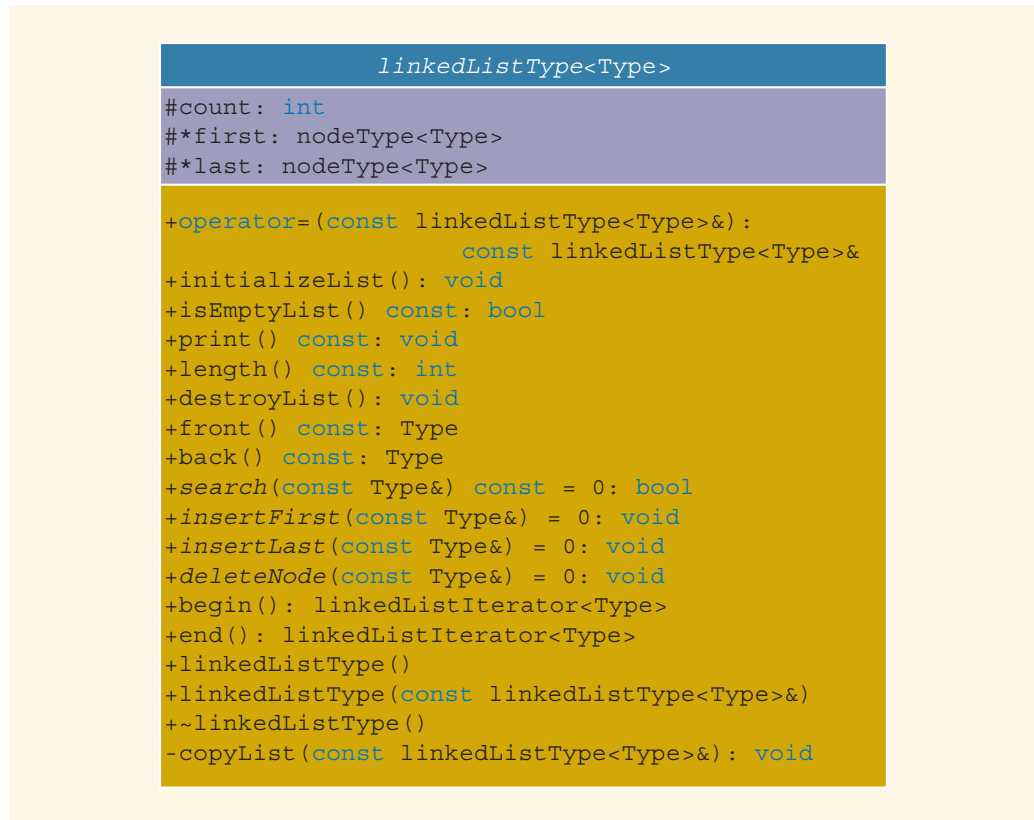 linkedListType<Type>
#count: int
#*first: nodeType<Type>
#*last: nodeType<Type>
+operator=(const linkedListType<Type>&):
const linkedListType<Type>&
+initializeList(): void
+isEmptyList() const: bool
+print() const: void
+length() const: int
+destroyList(): void
+front() const: Type
+back() const: Type
+search(const Type&) const = 0: bool
+insertFirst(const Type&) = 0: void
+insertLast(const Type&) = 0: void
+deleteNode(const Type&) = 0: void
+begin(): linkedListIterator<Type>
+end(): linkedListIterator<Type>
+linkedListType()
+linkedListType(const linkedListType<Type>&)
+~linkedListType()
-copyList(const linkedListType<Type>&): void